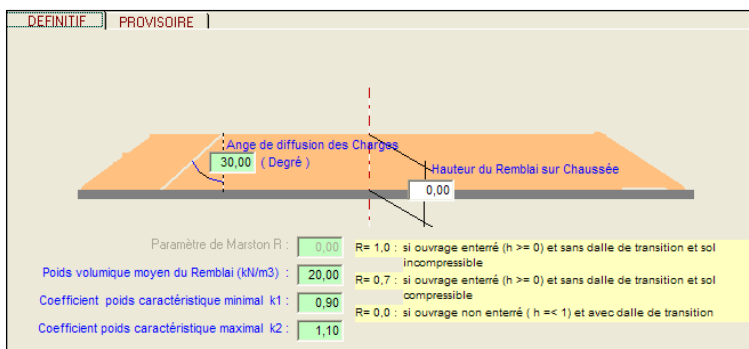 DEFINITIF PROVISOIRE
Ange de diffusion des Charges
30,00 ( Degré )
Hauteur du Remblai sur Chaussée
0,00
Paramètre de Marston R : 0,00
Poids volumique moyen du Remblai (kN/m3) : 20,00
Coefficient poids caractéristique minimal k1 : 0,90
Coefficient poids caractéristique maximal k2 : 1,10
R= 1,0 : si ouvrage enterré (h >= 0) et sans dalle de transition et sol
incompressible
R= 0,7 : si ouvrage enterré (h >= 0) et sans dalle de transition et sol
compressible
R= 0,0 : si ouvrage non enterré ( h =< 1) et avec dalle de transition